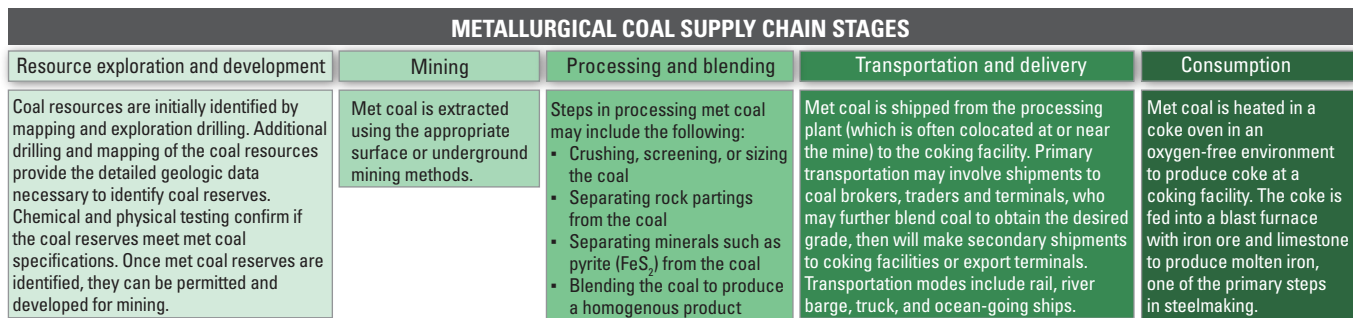 METALLURGICAL COAL SUPPLY CHAIN STAGES
Resource exploration and development
Coal resources are initially identified by
mapping and exploration drilling. Additional
drilling and mapping of the coal resources
provide the detailed geologic data
necessary to identify coal reserves.
Chemical and physical testing confirm if
the coal reserves meet met coal
specifications. Once met coal reserves are
identified, they can be permitted and
developed for mining.
Mining
Met coal is extracted
using the appropriate
surface or underground
mining methods.
Processing and blending
Steps in processing met coal
may include the following:
▪ Crushing, screening, or sizing
the coal
▪ Separating rock partings
from the coal
▪ Separating minerals such as
pyrite (FeS₂) from the coal
▪ Blending the coal to produce
a homogenous product
Transportation and delivery
Met coal is shipped from the processing
plant (which is often colocated at or near
the mine) to the coking facility. Primary
transportation may involve shipments to
coal brokers, traders and terminals, who
may further blend coal to obtain the desired
grade, then will make secondary shipments
to coking facilities or export terminals.
Transportation modes include rail, river
barge, truck, and ocean-going ships.
Consumption
Met coal is heated in a
coke oven in an
oxygen-free environment
to produce coke at a
coking facility. The coke is
fed into a blast furnace
with iron ore and limestone
to produce molten iron,
one of the primary steps
in steelmaking.